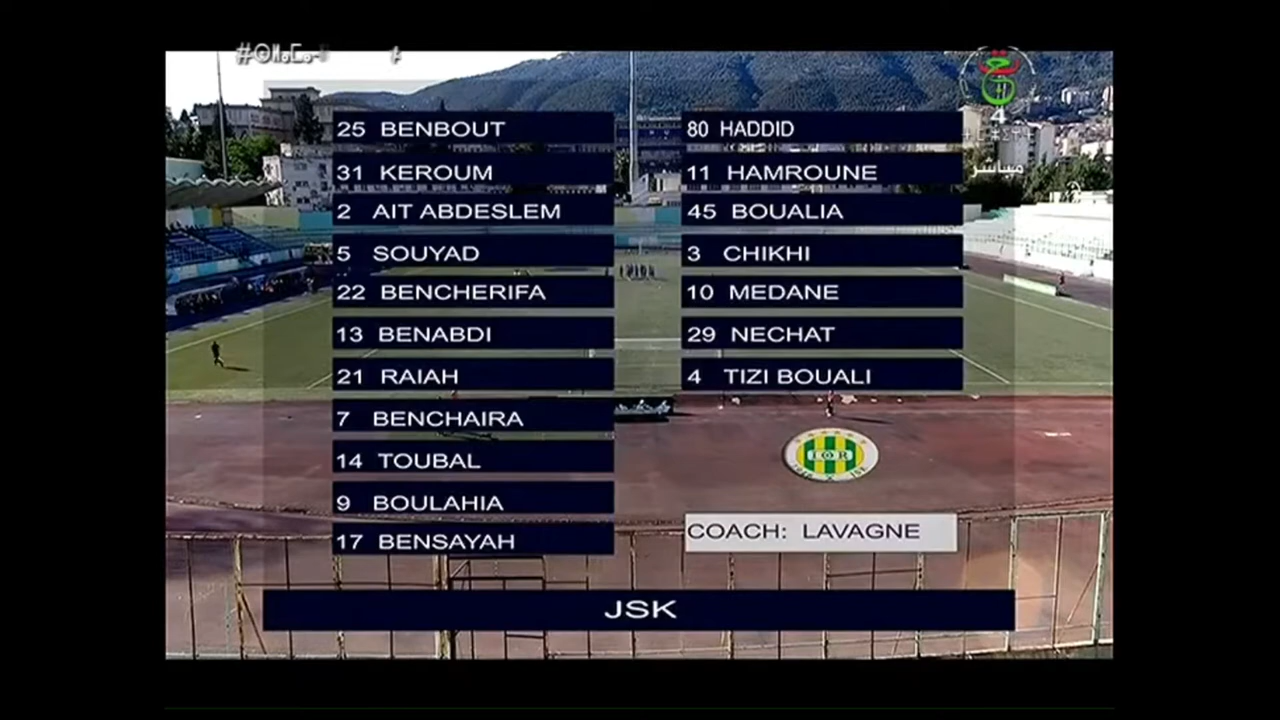 25 BENBOUT
31 KEROUM
2 AIT ABDESLEM
5 SOUYAD
22 BENCHERIFA
13 BENABDI
21 RAIAH
7 BENCHAIRA
14 TOUBAL
9 BOULAHIA
17 BENSAYAH
80 HADDID
11 HAMROUNE
45 BOUALIA
3 CHIKHI
10 MEDANE
29 NECHAT
4 TIZI BOUALI
COACH: LAVAGNE
JSK
4
مباشر
JSK